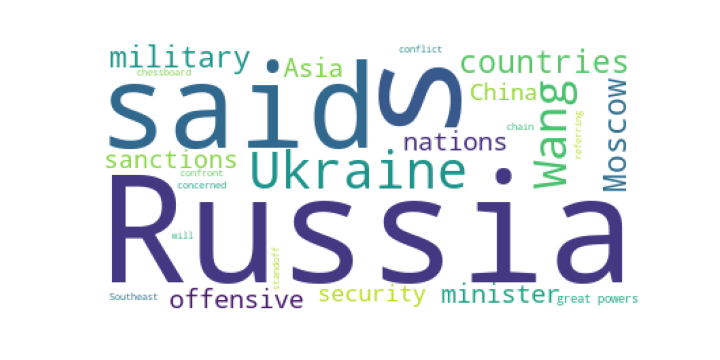 conflict
military
chessboard
said
Asia
s
countries
China
Wang
Moscow
chain
referring
nations
sanctions
Ukraine
confront
concerned
Russia
will
standoff
Southeast
offensive
security
minister
great powers